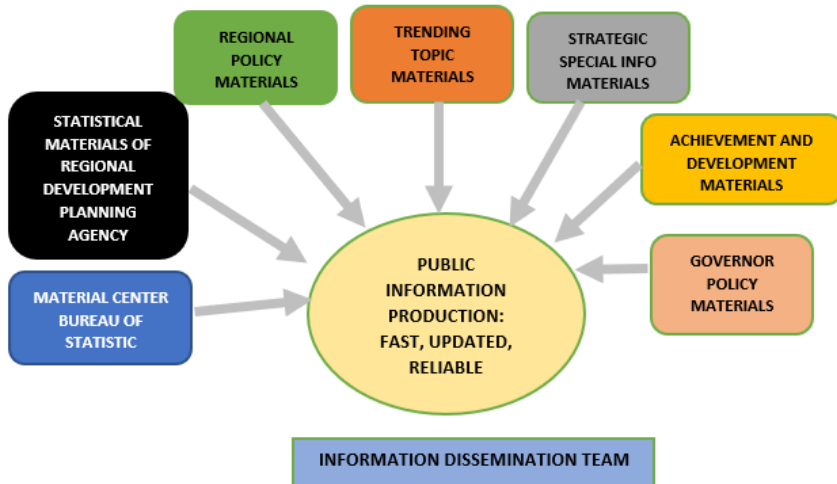 REGIONAL
POLICY
MATERIALS
TRENDING
TOPIC
MATERIALS
STRATEGIC
SPECIAL INFO
MATERIALS
STATISTICAL
MATERIALS OF
REGIONAL
DEVELOPMENT
PLANNING
AGENCY
ACHIEVEMENT AND
DEVELOPMENT
MATERIALS
MATERIAL CENTER
BUREAU OF
STATISTIC
PUBLIC
INFORMATION
PRODUCTION:
FAST, UPDATED,
RELIABLE
GOVERNOR
POLICY
MATERIALS
INFORMATION DISSEMINATION TEAM